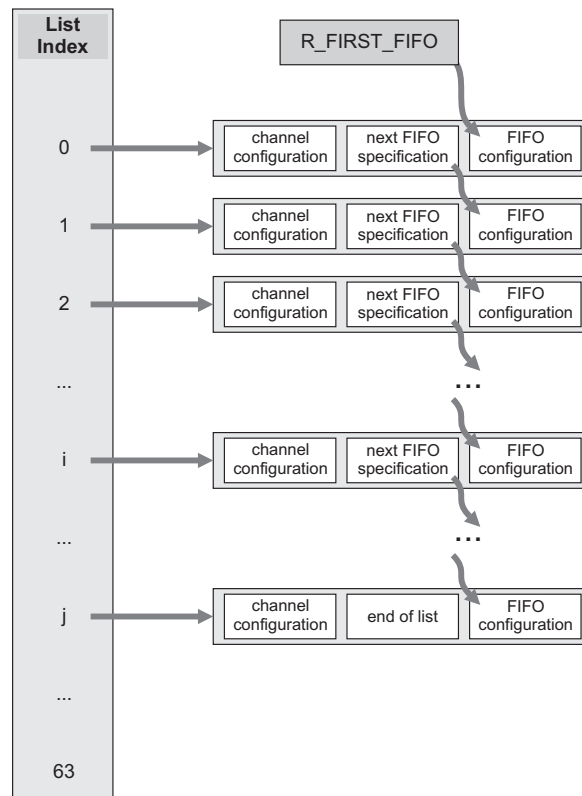 List
Index
R_FIRST_FIFO
0
channel
configuration
next FIFO
specification
FIFO
configuration
1
channel
configuration
next FIFO
specification
FIFO
configuration
2
channel
configuration
next FIFO
specification
FIFO
configuration
...
...
i
channel
configuration
next FIFO
specification
FIFO
configuration
...
...
j
channel
configuration
end of list
FIFO
configuration
...
63